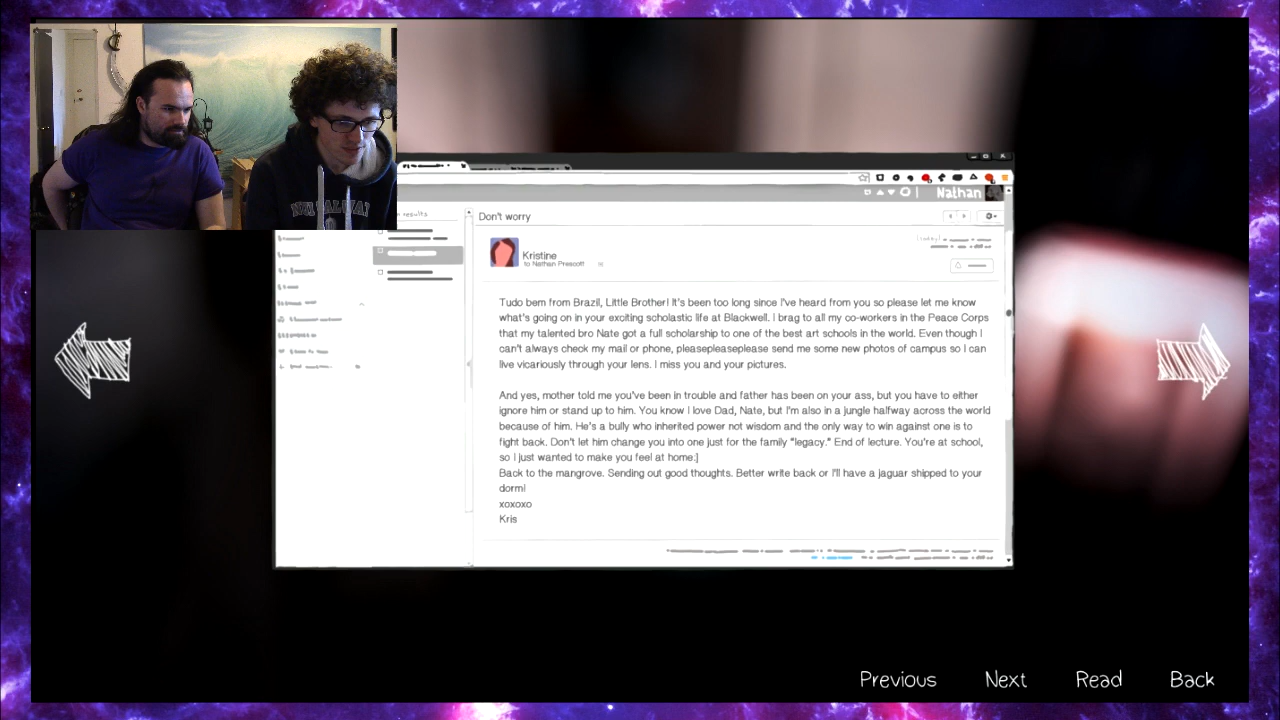 Nathan
Don't worry
Kristine
to Nathan Prescott
Tudo bem from Brazil, Little Brother! It's been too long since I've heard from you so please let me know
what's going on in your exciting scholastic life at Blackwell. I brag to all my co-workers in the Peace Corps
that my talented bro Nate got a full scholarship to one of the best art schools in the world. Even though I
can't always check my mail or phone, pleasepleaseplease send me some new photos of campus so I can
live vicariously through your lens. I miss you and your pictures.
And yes, mother told me you've been in trouble and father has been on your ass, but you have to either
ignore him or stand up to him. You know I love Dad, Nate, but I'm also in a jungle halfway across the world
because of him. He's a bully who inherited power not wisdom and the only way to win against one is to
fight back. Don't let him change you into one just for the family "legacy." End of lecture. You're at school,
so I just wanted to make you feel at home:)
Back to the mangrove. Sending out good thoughts. Better write back or I'll have a jaguar shipped to your
dorm!
xoxoxo
Kris
Previous Next Read Back